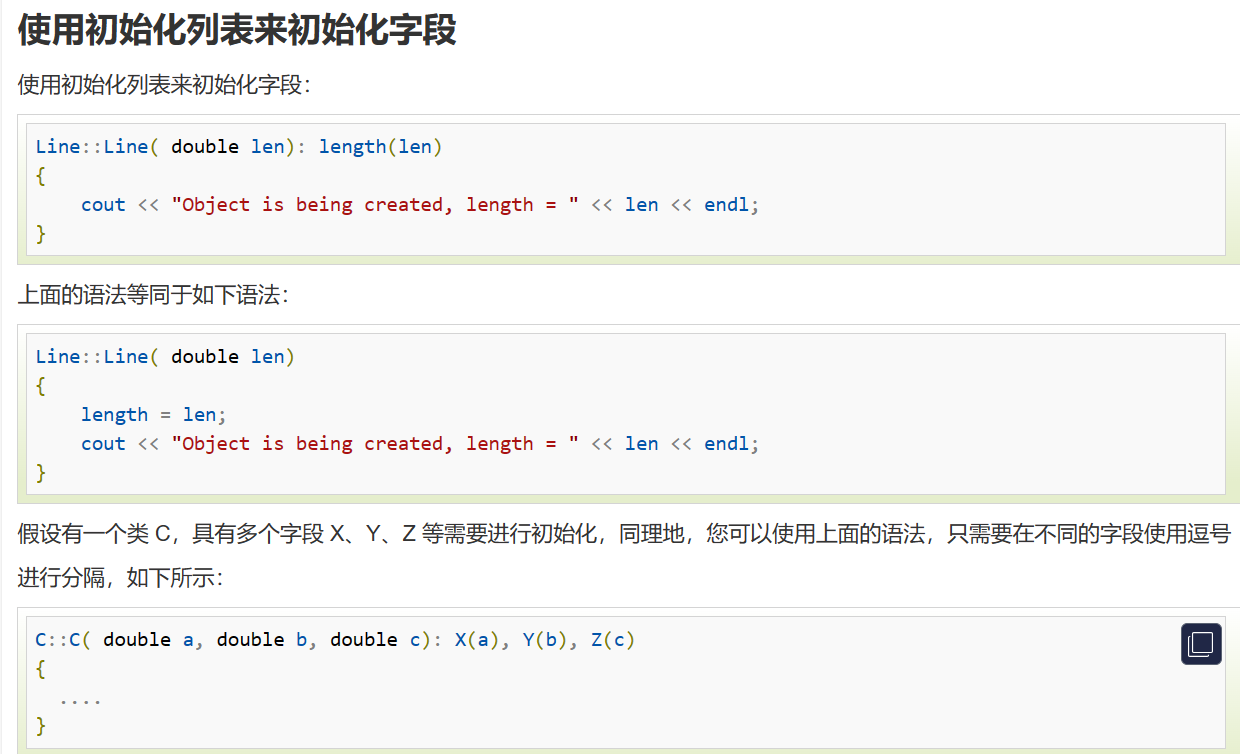 使用初始化列表来初始化字段
使用初始化列表来初始化字段：
Line::Line( double len): length(len)
{
    cout << "Object is being created, length = " << len << endl;
}
上面的语法等同于如下语法：
Line::Line( double len)
{
    length = len;
    cout << "Object is being created, length = " << len << endl;
}
假设有一个类 C，具有多个字段 X、Y、Z 等需要进行初始化，同理地，您可以使用上面的语法，只需要在不同的字段使用逗号
进行分隔，如下所示：
C::C( double a, double b, double c): X(a), Y(b), Z(c)
{
  ....
}